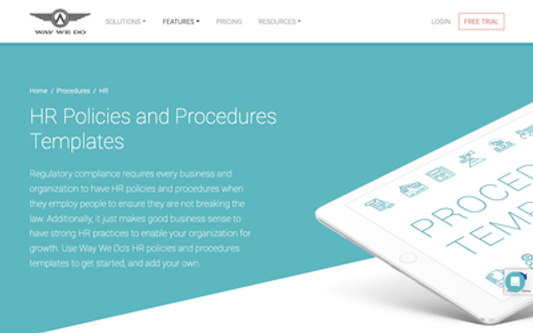 WAY WE DO
SOLUTIONS
FEATURES
PRICING
RESOURCES
LOGIN
FREE TRIAL
Home / Procedures / HR
HR Policies and Procedures
Templates
Regulatory compliance requires every business and
organization to have HR policies and procedures when
they employ people to ensure they are not breaking the
law. Additionally, it just makes good business sense to
have strong HR practices to enable your organization for
growth. Use Way We Do's HR policies and procedures
templates to get started, and add your own
PROCED
TEMP